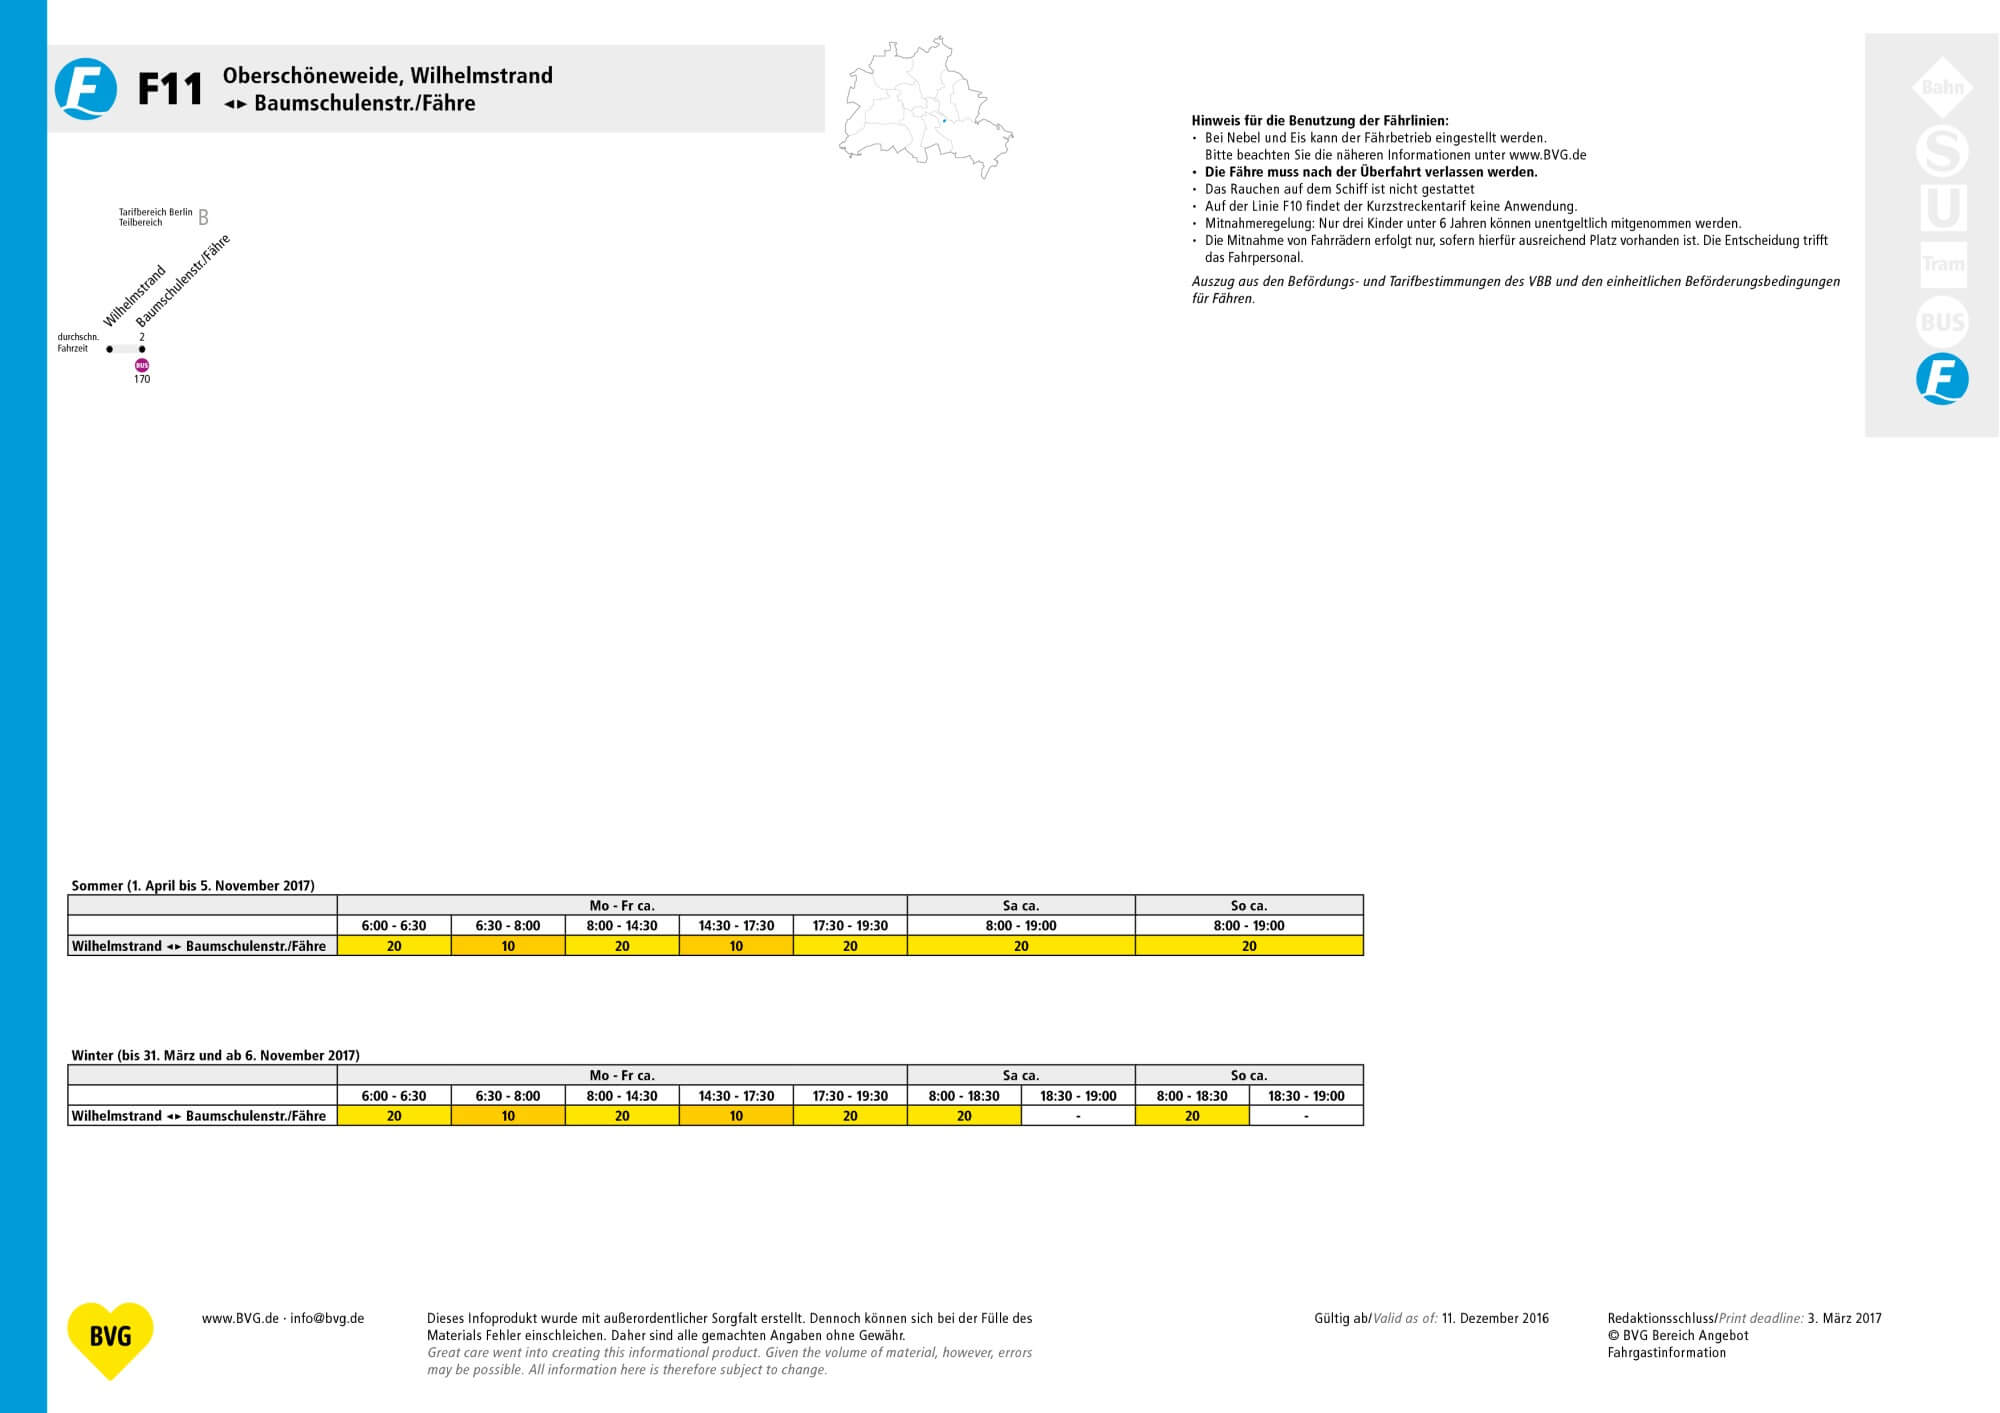 F11
Oberschöneweide, Wilhelmstrand
◄► Baumschulenstr./Fähre
Hinweis für die Benutzung der Fährlinien:
· Bei Nebel und Eis kann der Fährbetrieb eingestellt werden.
Bitte beachten Sie die näheren Informationen unter www.BVG.de
• Die Fähre muss nach der Überfahrt verlassen werden.
· Das Rauchen auf dem Schiff ist nicht gestattet
· Auf der Linie F10 findet der Kurzstreckentarif keine Anwendung.
· Mitnahmeregelung: Nur drei Kinder unter 6 Jahren können unentgeltlich mitgenommen werden.
· Die Mitnahme von Fahrrädern erfolgt nur, sofern hierfür ausreichend Platz vorhanden ist. Die Entscheidung trifft
das Fahrpersonal.
Auszug aus den Befördungs- und Tarifbestimmungen des VBB und den einheitlichen Beförderungsbedingungen
für Fähren.
Bahn
S
U
Tram
BUS
F
Tarifbereich Berlin
Teilbereich B
Wilhelmstrand
Baumschulenstr./Fähre
durchschn. 2
Fahrzeit
BUS
170
Sommer (1. April bis 5. November 2017)
Mo - Fr ca. Sa ca. So ca.
6:00 - 6:30 6:30 - 8:00 8:00 - 14:30 14:30 - 17:30 17:30 - 19:30 8:00 - 19:00 8:00 - 19:00
Wilhelmstrand ◄► Baumschulenstr./Fähre 20 10 20 10 20 20 20
Winter (bis 31. März und ab 6. November 2017)
Mo - Fr ca. Sa ca. So ca.
6:00 - 6:30 6:30 - 8:00 8:00 - 14:30 14:30 - 17:30 17:30 - 19:30 8:00 - 18:30 18:30 - 19:00 8:00 - 18:30 18:30 - 19:00
Wilhelmstrand ◄► Baumschulenstr./Fähre 20 10 20 10 20 20 - 20 -
BVG
www.BVG.de · info@bvg.de
Dieses Infoprodukt wurde mit außerordentlicher Sorgfalt erstellt. Dennoch können sich bei der Fülle des
Materials Fehler einschleichen. Daher sind alle gemachten Angaben ohne Gewähr.
Great care went into creating this informational product. Given the volume of material, however, errors
may be possible. All information here is therefore subject to change.
Gültig ab/Valid as of: 11. Dezember 2016
Redaktionsschluss/Print deadline: 3. März 2017
© BVG Bereich Angebot
Fahrgastinformation